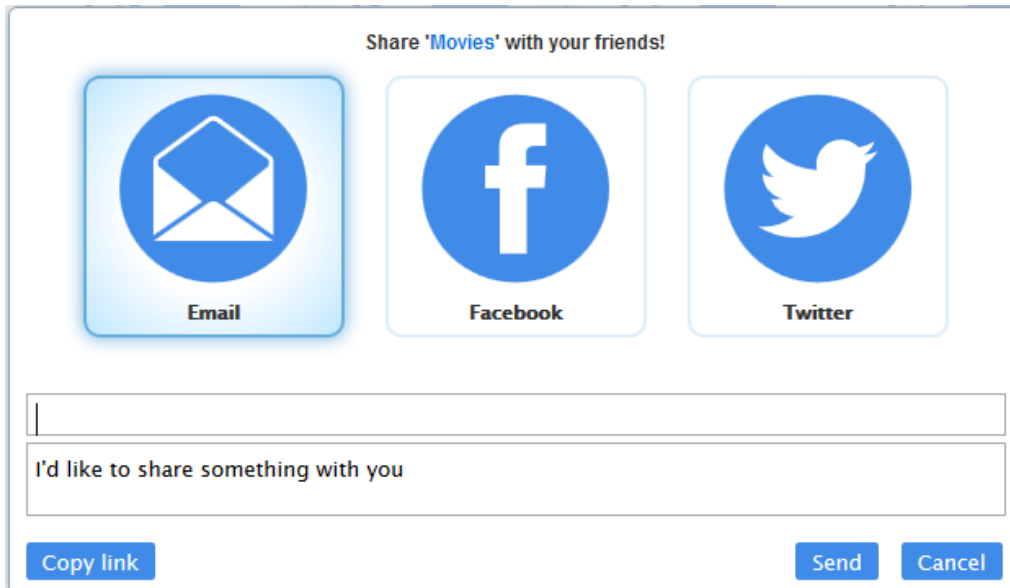 Share 'Movies' with your friends!
Email Facebook Twitter
I'd like to share something with you
Copy link Send Cancel